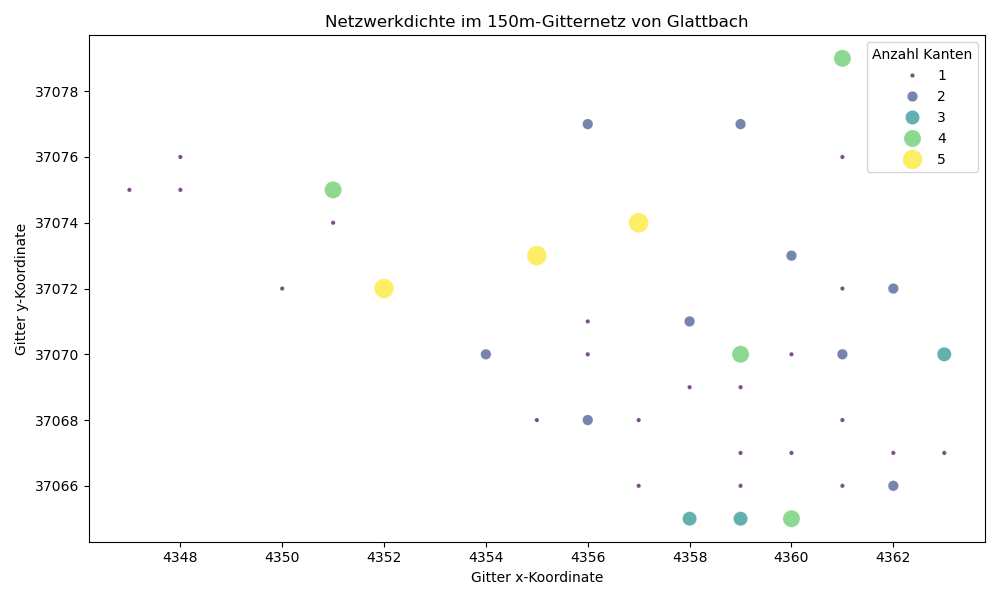 Netzwerkdichte im 150m-Gitternetz von Glattbach
Anzahl Kanten
1
2
3
4
5
Gitter y-Koordinate
37078
37076
37074
37072
37070
37068
37066
4348 4350 4352 4354 4356 4358 4360 4362
Gitter x-Koordinate